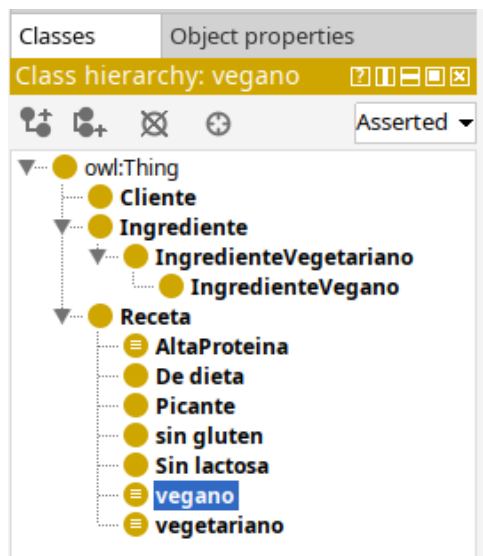 Classes Object properties
Class hierarchy: vegano
Asserted
owl:Thing
Cliente
Ingrediente
IngredienteVegetariano
IngredienteVegano
Receta
AltaProteina
De dieta
Picante
sin gluten
Sin lactosa
vegano
vegetariano